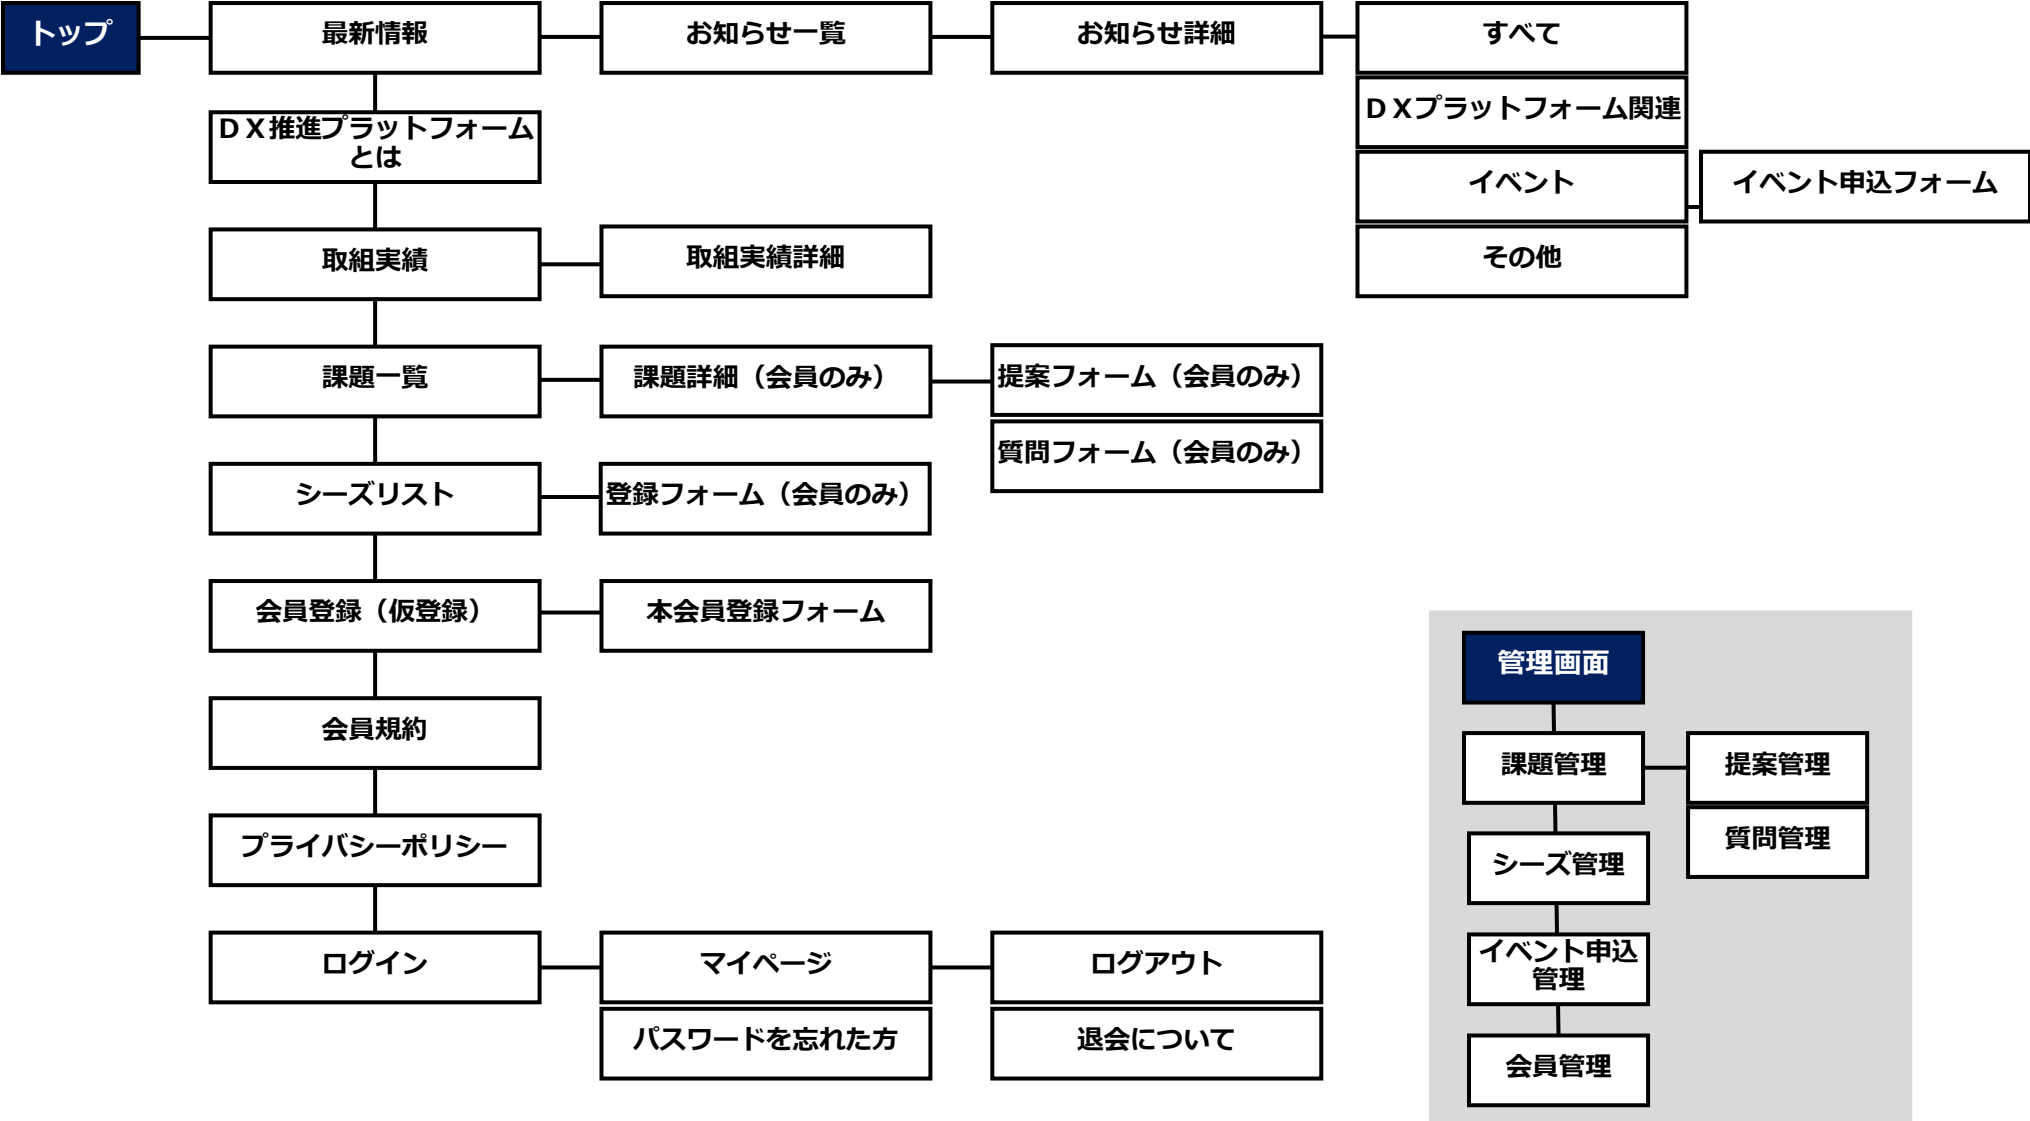 トップ
最新情報
お知らせ一覧
お知らせ詳細
すべて
ＤＸプラットフォーム関連
イベント
イベント申込フォーム
その他
ＤＸ推進プラットフォーム
とは
取組実績
取組実績詳細
課題一覧
課題詳細（会員のみ）
提案フォーム（会員のみ）
質問フォーム（会員のみ）
シーズリスト
登録フォーム（会員のみ）
会員登録（仮登録）
本会員登録フォーム
会員規約
プライバシーポリシー
ログイン
マイページ
ログアウト
パスワードを忘れた方
退会について
管理画面
課題管理
提案管理
質問管理
シーズ管理
イベント申込
管理
会員管理